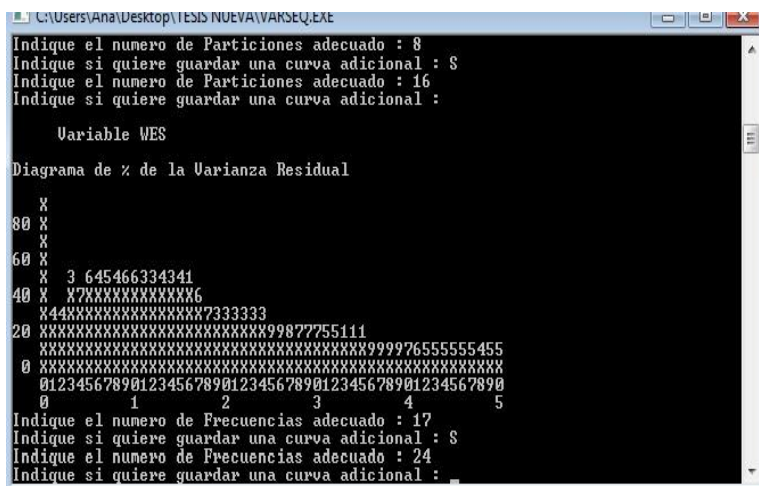 C:\Users\Ana\Desktop\TESIS NUEVA\VARSEQ.EXE
Indique el numero de Particiones adecuado : 8
Indique si quiere guardar una curva adicional : S
Indique el numero de Particiones adecuado : 16
Indique si quiere guardar una curva adicional :
Variable WES
Diagrama de % de la Varianza Residual
X
80 X
X
60 X
X  3 645466334341
40 X  X7XXXXXXXXXXXX6
X44XXXXXXXXXXXXXXX7333333
20 XXXXXXXXXXXXXXXXXXXXXXXXX99877755111
XXXXXXXXXXXXXXXXXXXXXXXXXXXXXXXXXXXX999976555555455
0 XXXXXXXXXXXXXXXXXXXXXXXXXXXXXXXXXXXXXXXXXXXXXXXXXXX
012345678901234567890123456789012345678901234567890
0 1 2 3 4 5
Indique el numero de Frecuencias adecuado : 17
Indique si quiere guardar una curva adicional : S
Indique el numero de Frecuencias adecuado : 24
Indique si quiere guardar una curva adicional : _